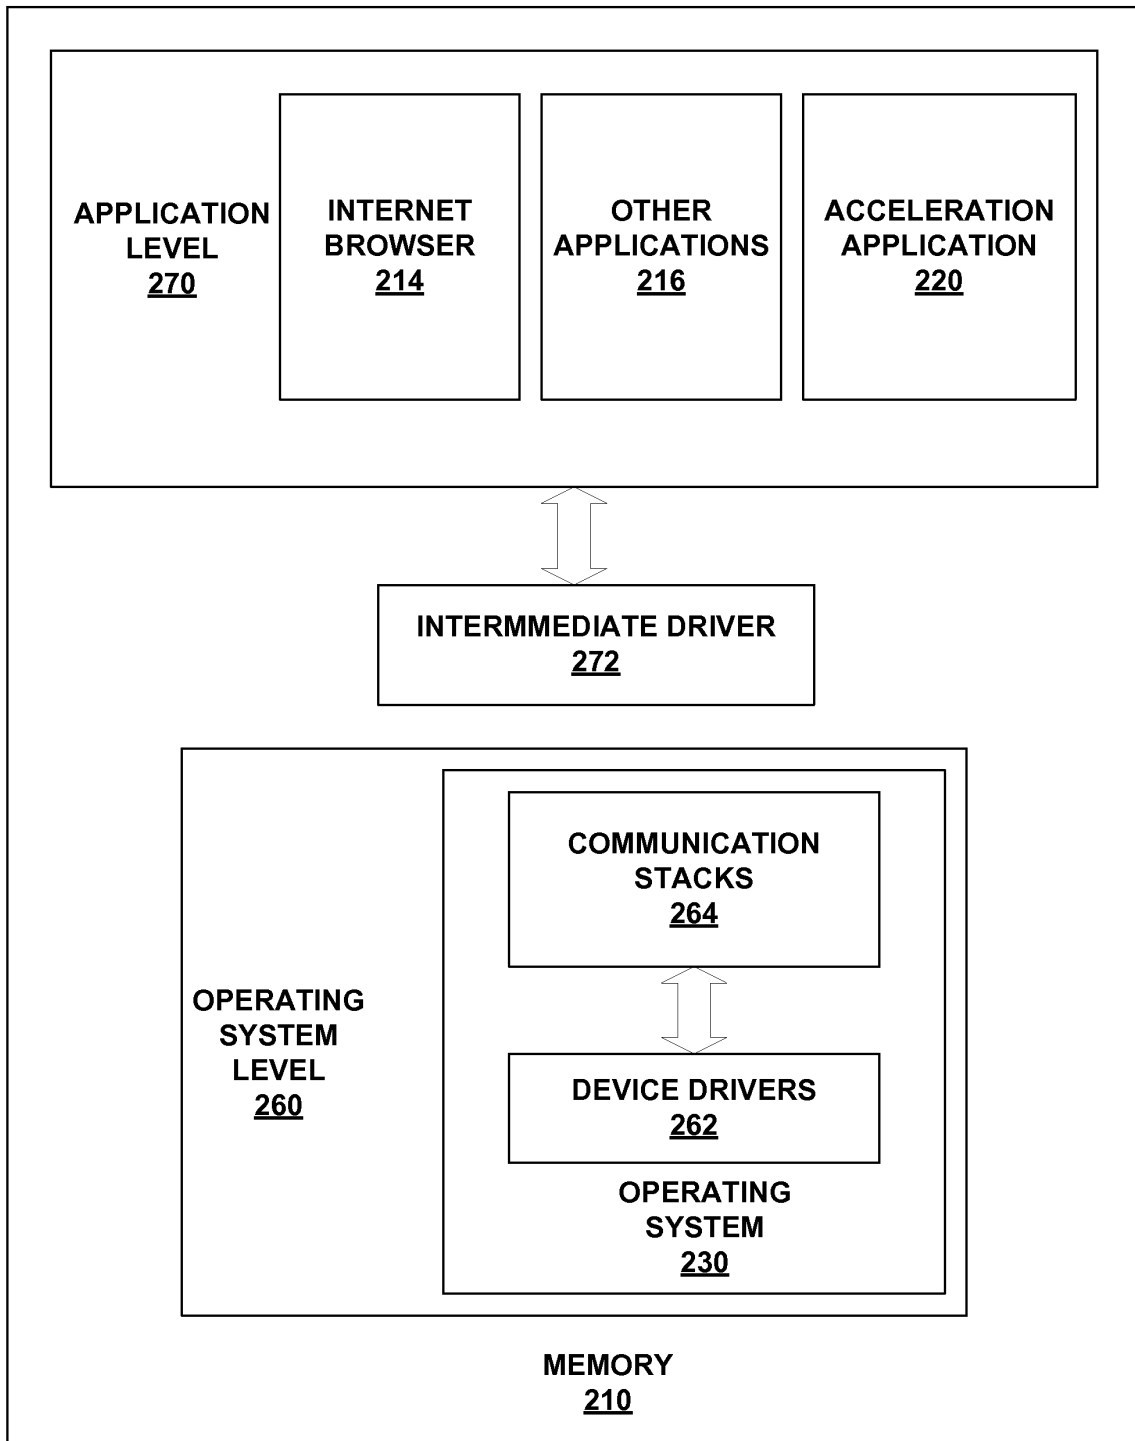 APPLICATION
LEVEL
270
INTERNET
BROWSER
214
OTHER
APPLICATIONS
216
ACCELERATION
APPLICATION
220
INTERMMEDIATE DRIVER
272
COMMUNICATION
STACKS
264
OPERATING
SYSTEM
LEVEL
260
DEVICE DRIVERS
262
OPERATING
SYSTEM
230
MEMORY
210